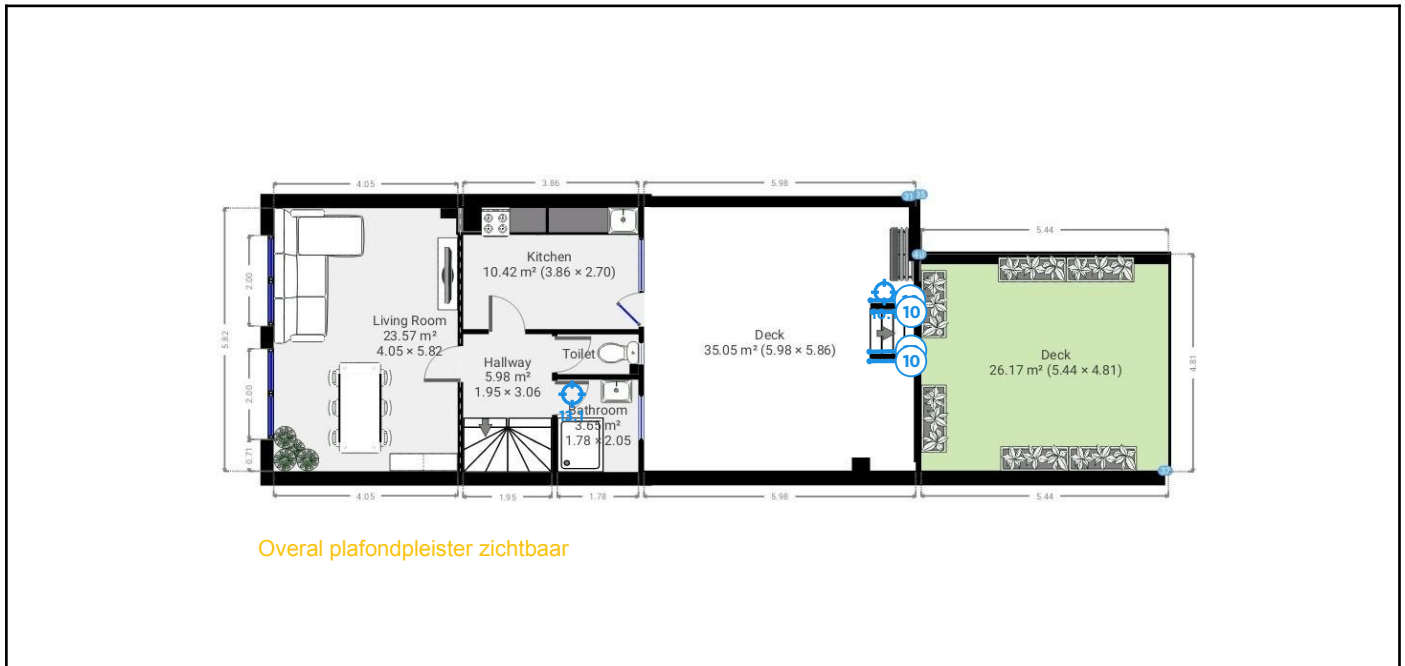 4.05
3.86
5.98
5.44
2.00
5.82
2.00
0.71
4.81
Kitchen
10.42 m² (3.86 × 2.70)
Living Room
23.57 m²
4.05 × 5.82
Hallway
5.98 m²
1.95 × 3.06
Toilet
Bathroom
3.65 m²
1.78 × 2.05
13.1
Deck
35.05 m² (5.98 × 5.86)
10
10
Deck
26.17 m² (5.44 × 4.81)
4.05
1.95
1.78
5.98
5.44
Overal plafondpleister zichtbaar